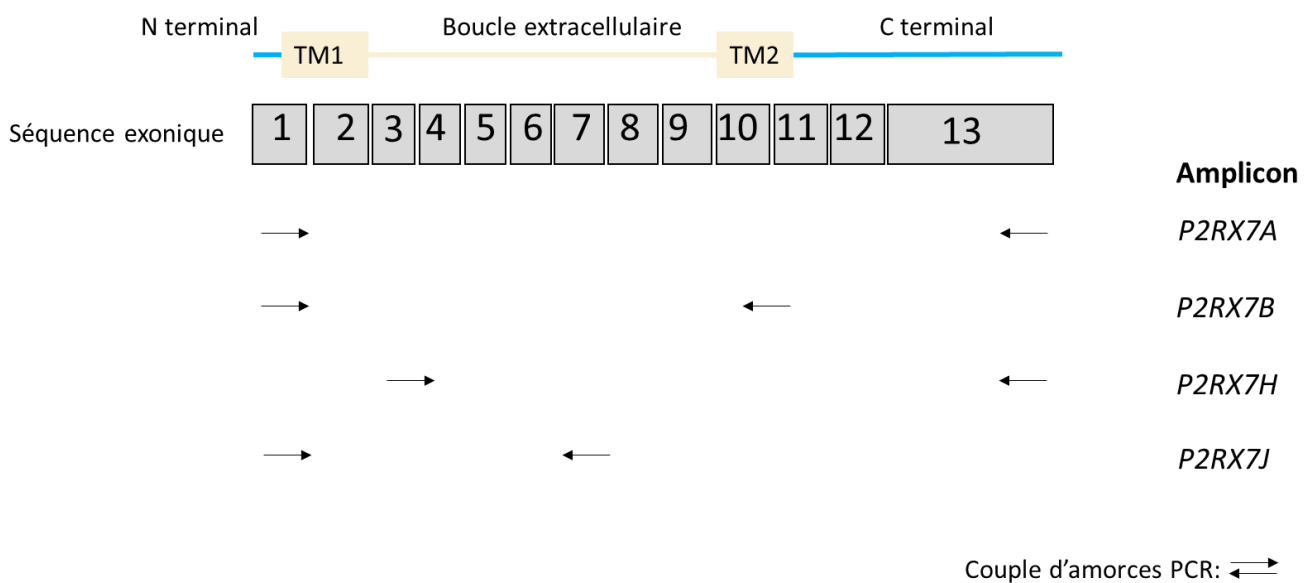 N terminal Boucle extracellulaire C terminal
TM1 TM2
Séquence exonique 1 2 3 4 5 6 7 8 9 10 11 12 13
Amplicon
P2RX7A
P2RX7B
P2RX7H
P2RX7J
Couple d'amorces PCR: